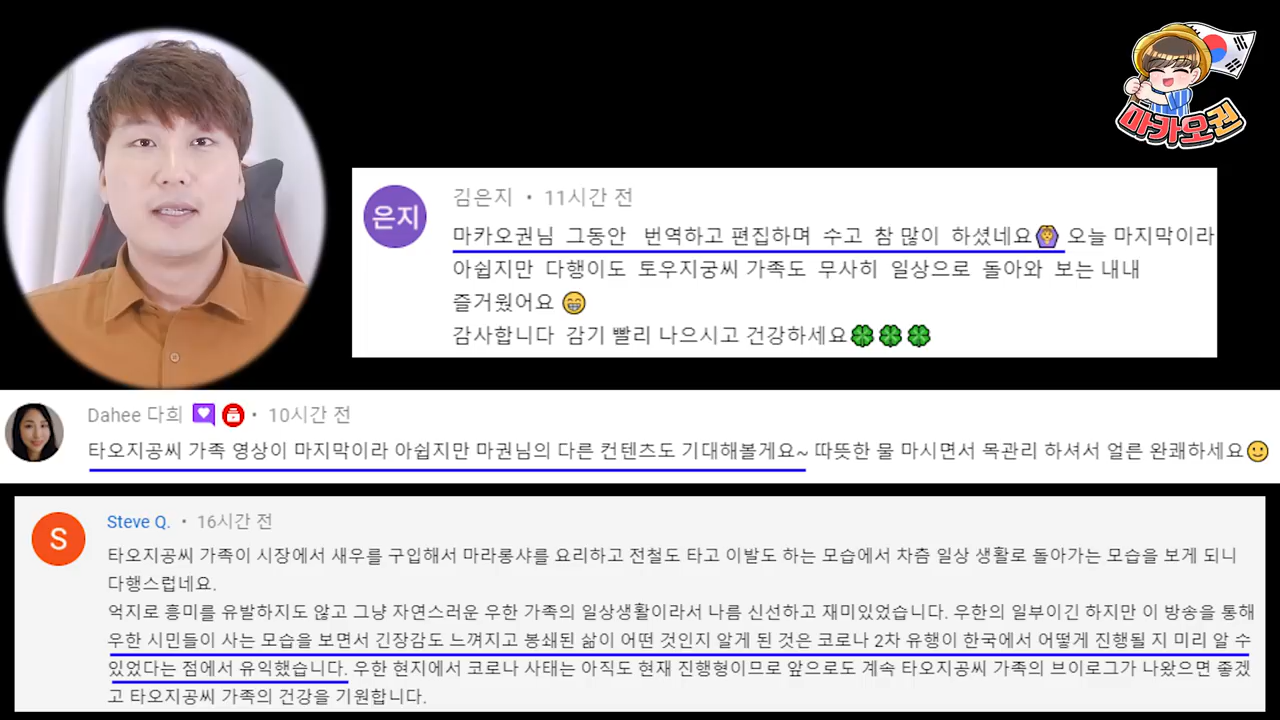 마카오권
은지
김은지 • 11시간 전
마카오권님 그동안 번역하고 편집하며 수고 참 많이 하셨네요🙆 오늘 마지막이라
아쉽지만 다행이도 토우지궁씨 가족도 무사히 일상으로 돌아와 보는 내내
즐거웠어요 😁
감사합니다 감기 빨리 나으시고 건강하세요🍀🍀🍀
Dahee 다희 • 10시간 전
타오지공씨 가족 영상이 마지막이라 아쉽지만 마권님의 다른 컨텐츠도 기대해볼게요~ 따뜻한 물 마시면서 목관리 하셔서 얼른 완쾌하세요🙂
S
Steve Q. • 16시간 전
타오지공씨 가족이 시장에서 새우를 구입해서 마라롱샤를 요리하고 전철도 타고 이발도 하는 모습에서 차츰 일상 생활로 돌아가는 모습을 보게 되니
다행스럽네요.
억지로 흥미를 유발하지도 않고 그냥 자연스러운 우한 가족의 일상생활이라서 나름 신선하고 재미있었습니다. 우한의 일부이긴 하지만 이 방송을 통해
우한 시민들이 사는 모습을 보면서 긴장감도 느껴지고 봉쇄된 삶이 어떤 것인지 알게 된 것은 코로나 2차 유행이 한국에서 어떻게 진행될 지 미리 알 수
있었다는 점에서 유익했습니다. 우한 현지에서 코로나 사태는 아직도 현재 진행형이므로 앞으로도 계속 타오지공씨 가족의 브이로그가 나왔으면 좋겠
고 타오지공씨 가족의 건강을 기원합니다.